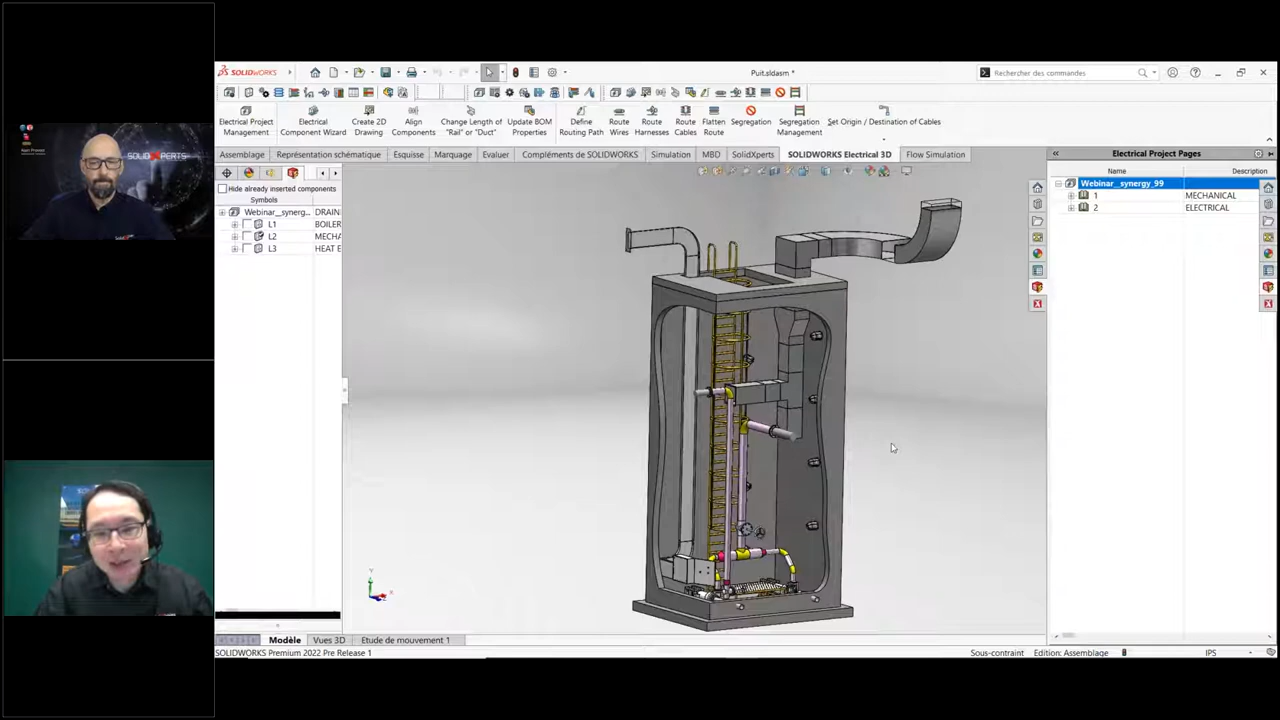 SOLIDXPERTS
SOLIDWORKS
Puit.sldasm *
Rechercher des commandes
Electrical Project
Management
Electrical
Component Wizard
Create 2D
Drawing
Align
Components
Change Length of
"Rail" or "Duct"
Update BOM
Properties
Define
Routing Path
Route
Wires
Route
Harnesses
Route
Cables
Flatten
Route
Segregation
Segregation
Management
Set Origin / Destination of Cables
Assemblage
Représentation schématique
Esquisse
Marquage
Evaluer
Compléments de SOLIDWORKS
Simulation
MBD
SolidXperts
SOLIDWORKS Electrical 3D
Flow Simulation
Hide already inserted components
Symbols
Webinar_synerg... DRAIN
L1 BOILER
L2 MECHA
L3 HEAT E
Electrical Project Pages
Name Description
Webinar_synergy_99
1 MECHANICAL
2 ELECTRICAL
Y
X
Modèle
Vues 3D
Etude de mouvement 1
SOLIDWORKS Premium 2022 Pre Release 1
Sous-contraint
Edition: Assemblage
IPS